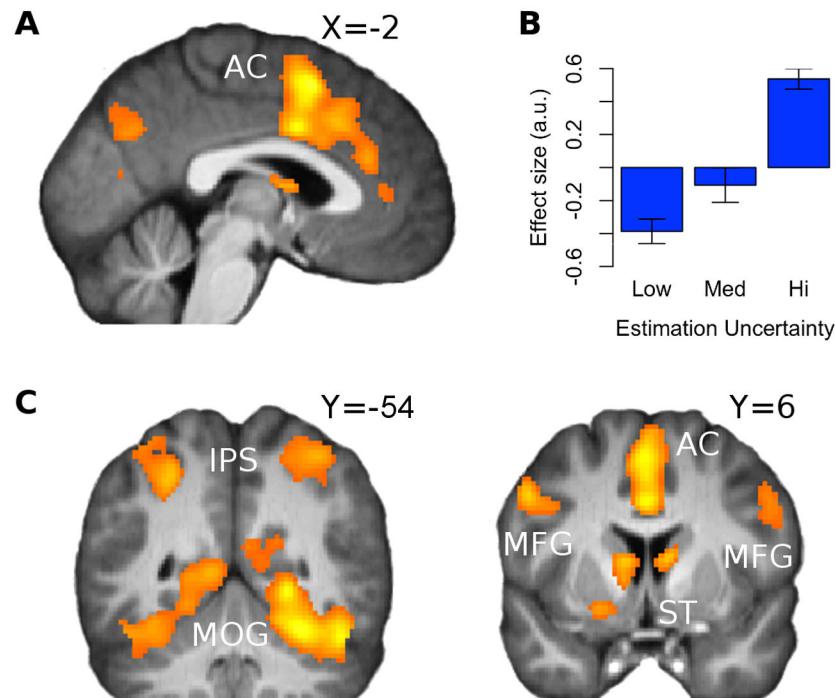 A
X=-2
AC
B
Effect size (a.u.)
0.6
0.2
-0.2
-0.6
Low Med Hi
Estimation Uncertainty
C
Y=-54
IPS
MOG
Y=6
AC
MFG
MFG
ST